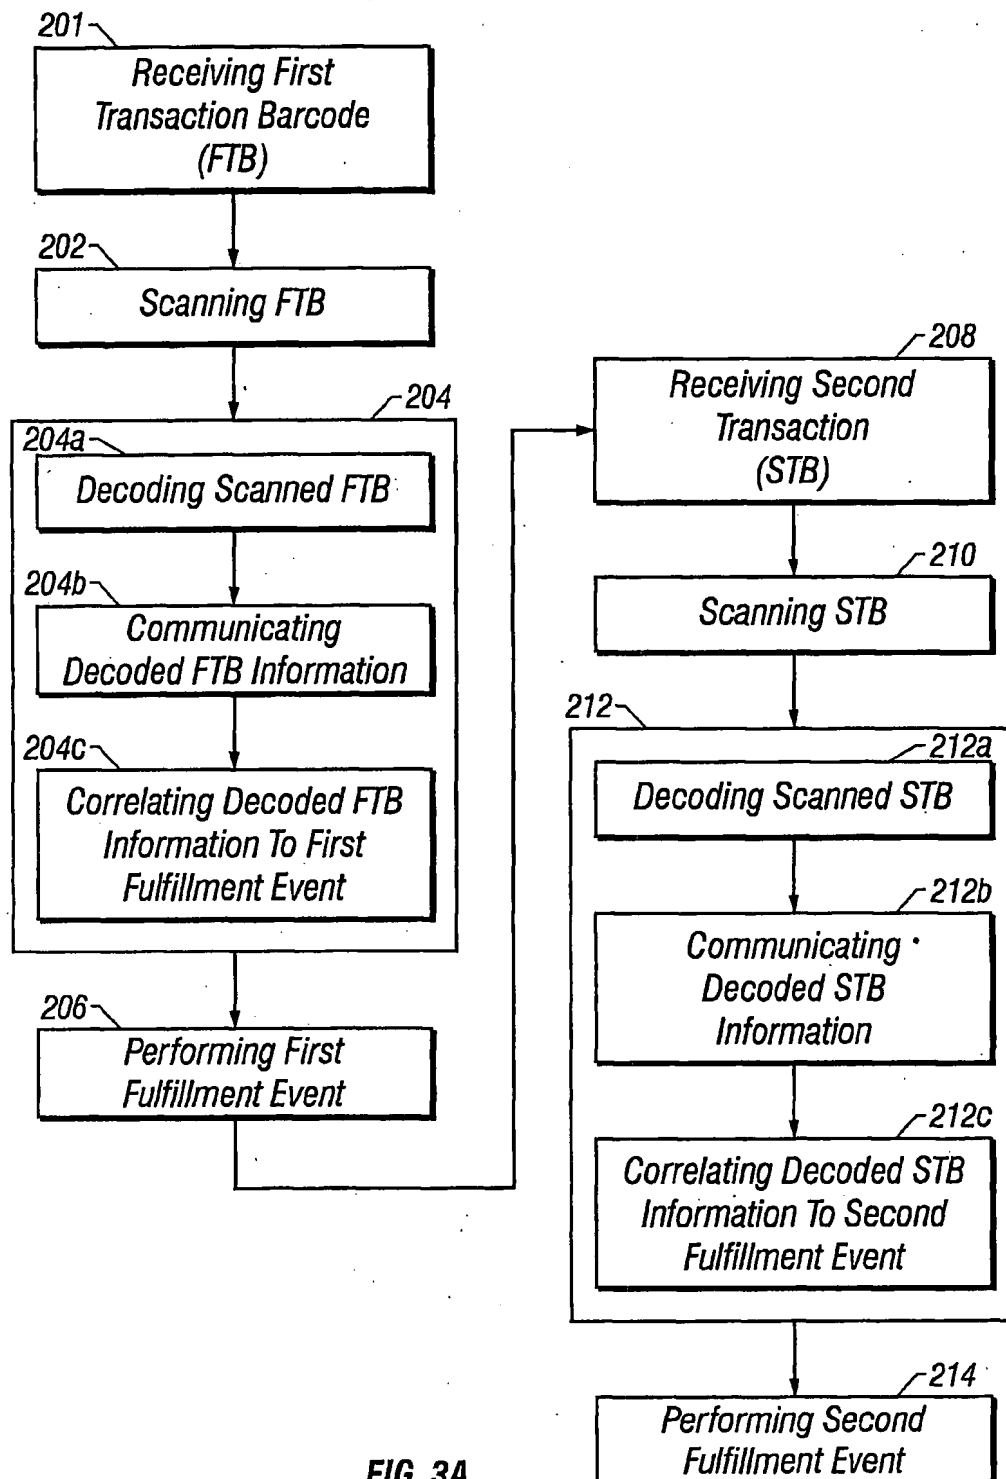 201
Receiving First
Transaction Barcode
(FTB)
202
Scanning FTB
204
204a
Decoding Scanned FTB
204b
Communicating
Decoded FTB Information
204c
Correlating Decoded FTB
Information To First
Fulfillment Event
206
Performing First
Fulfillment Event
208
Receiving Second
Transaction
(STB)
210
Scanning STB
212
212a
Decoding Scanned STB
212b
Communicating
Decoded STB
Information
212c
Correlating Decoded STB
Information To Second
Fulfillment Event
214
Performing Second
Fulfillment Event
FIG. 3A